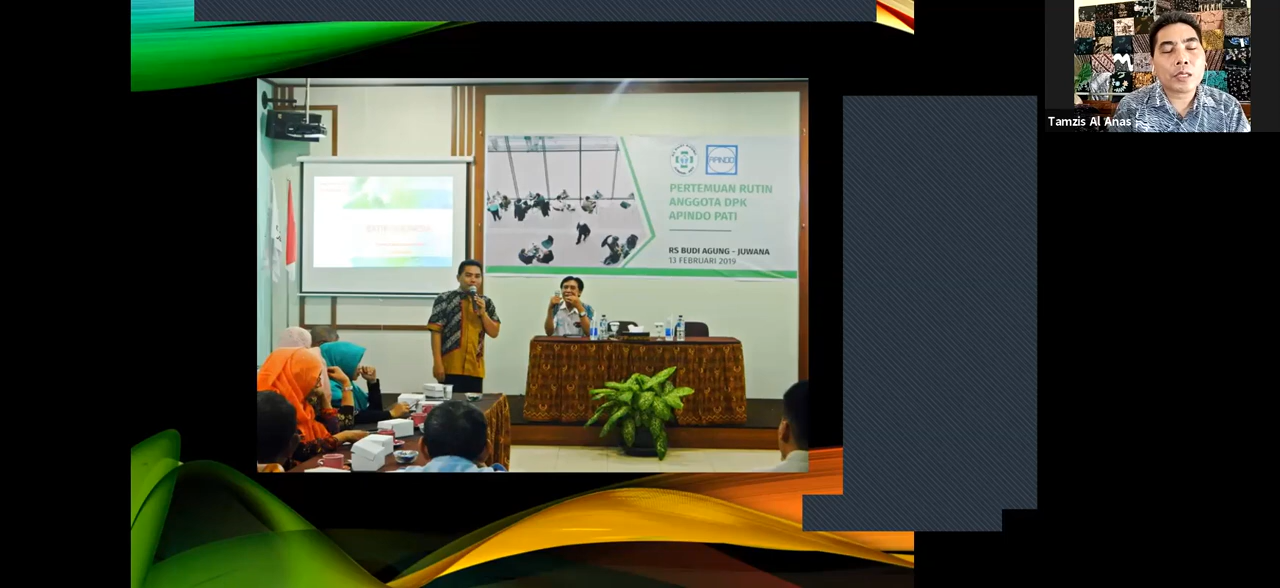 Tamzis Al Anas
APINDO
PERTEMUAN RUTIN
ANGGOTA DPK
APINDO PATI
RS BUDI AGUNG - JUWANA
13 FEBRUARI 2019